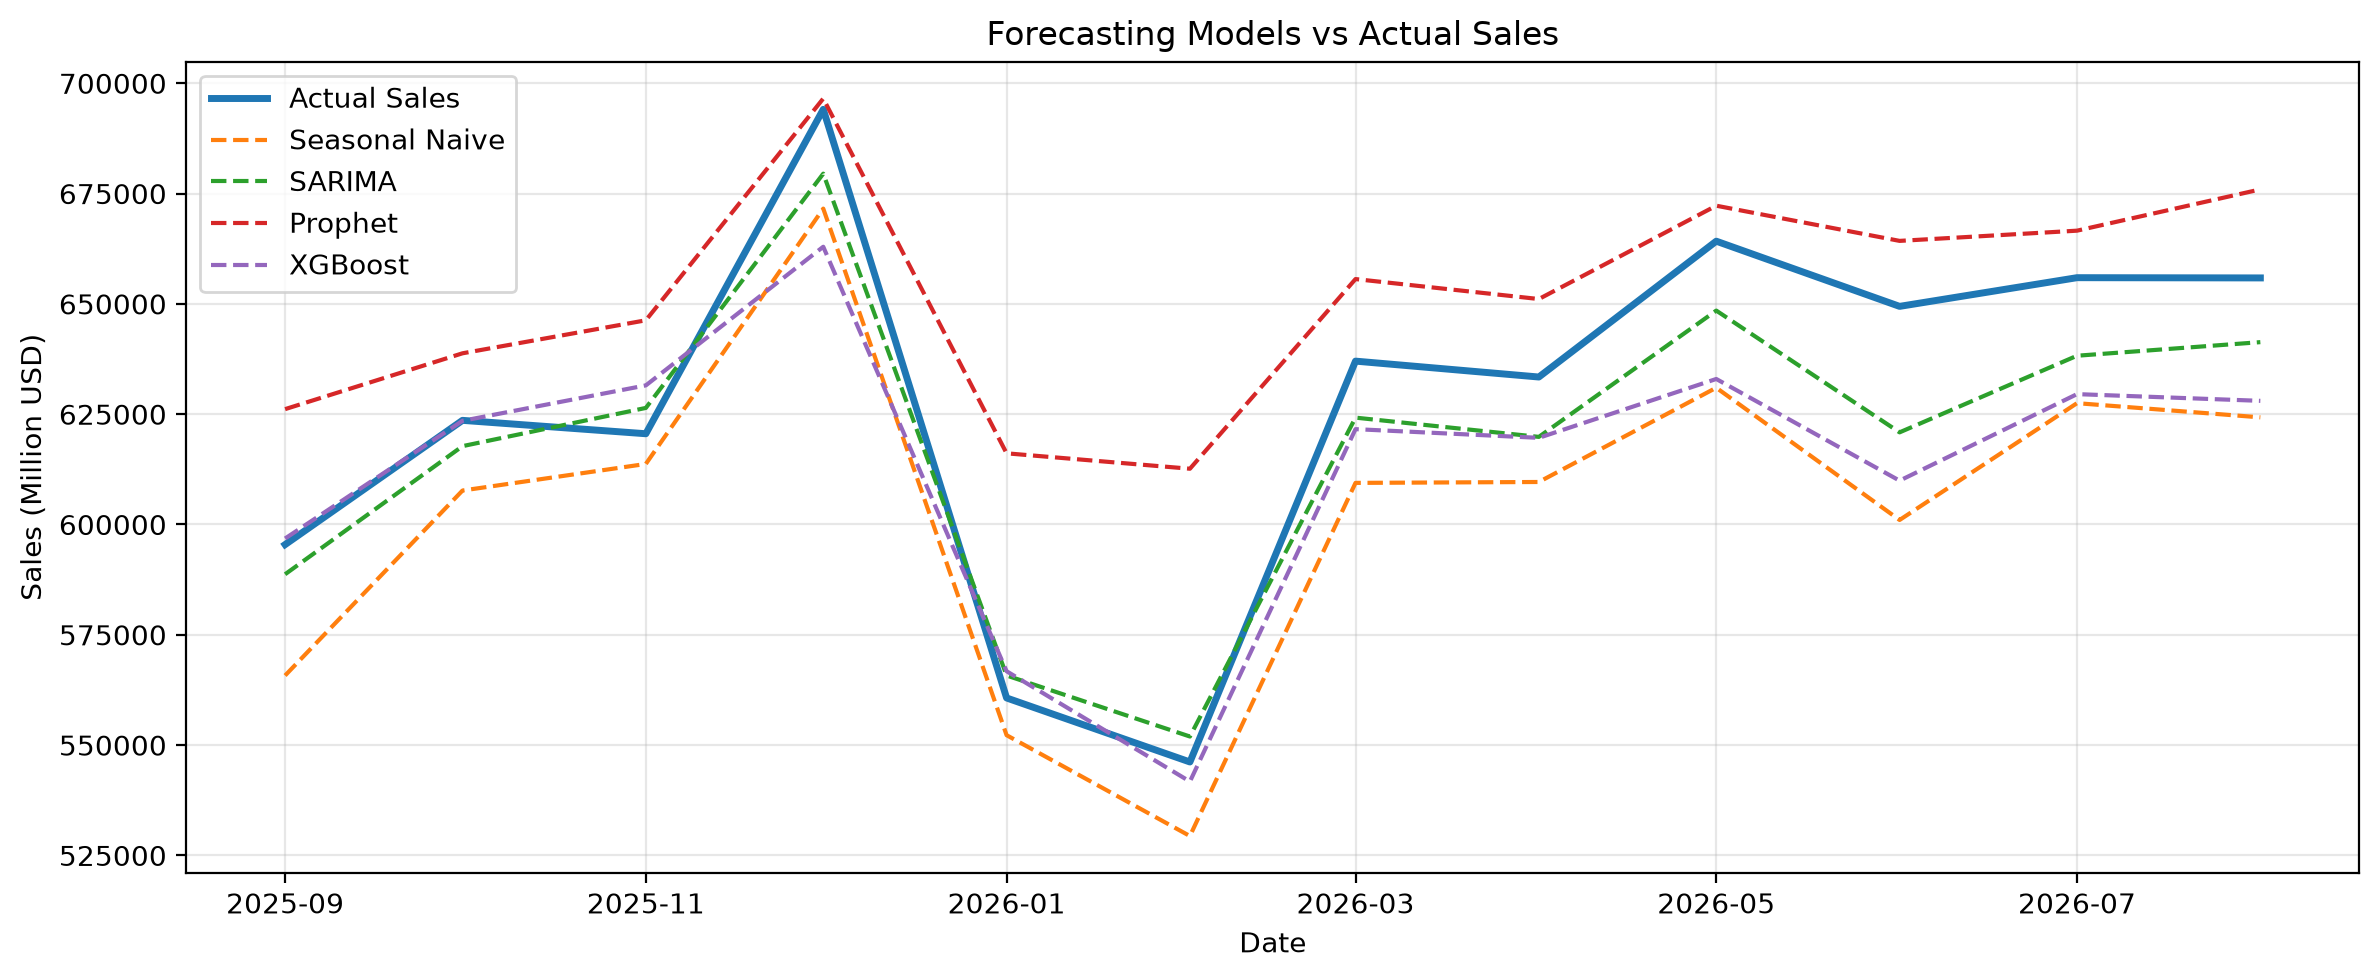 Forecasting Models vs Actual Sales
Actual Sales
Seasonal Naive
SARIMA
Prophet
XGBoost
Sales (Million USD)
700000
675000
650000
625000
600000
575000
550000
525000
2025-09
2025-11
2026-01
2026-03
2026-05
2026-07
Date